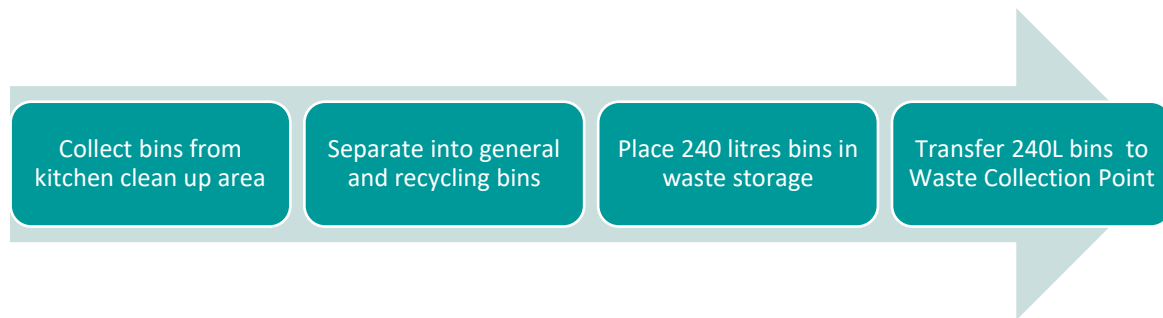 Collect bins from
kitchen clean up area
Separate into general
and recycling bins
Place 240 litres bins in
waste storage
Transfer 240L bins  to
Waste Collection Point